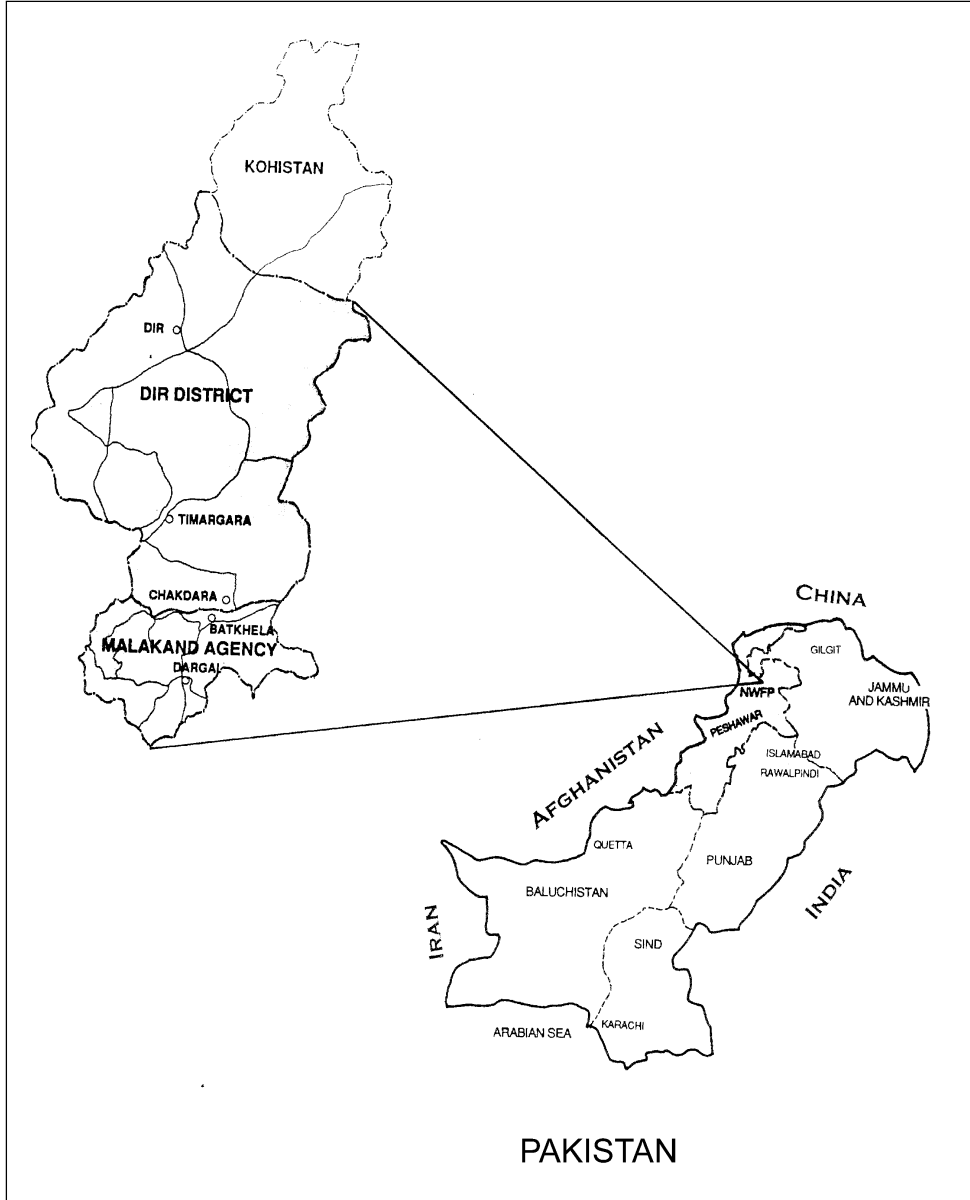 KOHISTAN
DIR
DIR DISTRICT
TIMARGARA
CHAKDARA
BATKHELA
MALAKAND AGENCY
DARGAI
CHINA
GILGIT
JAMMU
AND KASHMIR
NWFP
PESHAWAR
ISLAMABAD
RAWALPINDI
AFGHANISTAN
QUETTA
PUNJAB
BALUCHISTAN
INDIA
IRAN
SIND
KARACHI
ARABIAN SEA
PAKISTAN